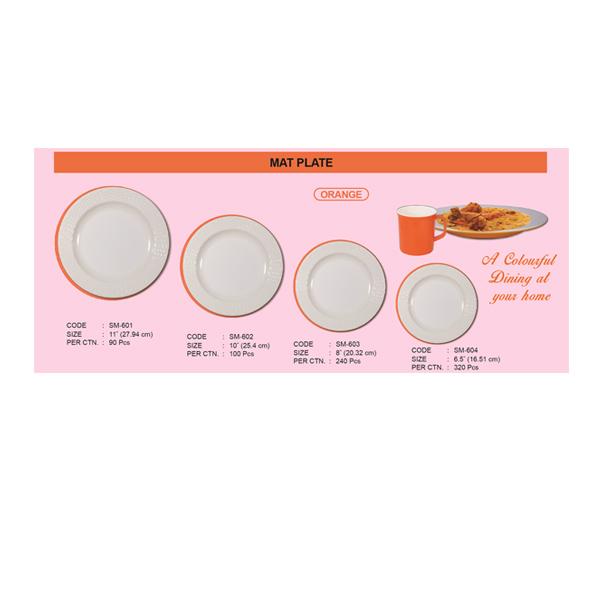 MAT PLATE
ORANGE
A Colourful
Dining at
your home
CODE : SM-601
SIZE : 11" (27.94 cm)
PER CTN. : 90 Pcs
CODE : SM-602
SIZE : 10" (25.4 cm)
PER CTN. : 100 Pcs
CODE : SM-603
SIZE : 8" (20.32 cm)
PER CTN. : 240 Pcs
CODE : SM-604
SIZE : 6.5" (16.51 cm)
PER CTN. : 320 Pcs